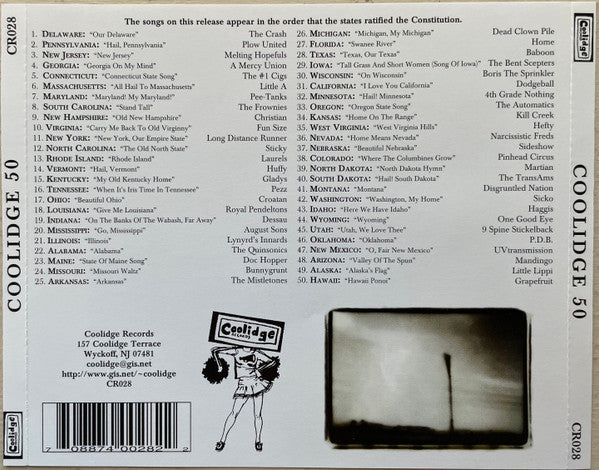 The songs on this release appear in the order that the states ratified the Constitution.
1. Delaware: "Our Delaware" The Crash
2. Pennsylvania: "Hail, Pennsylvania" Plow United
3. New Jersey: "New Jersey" Melting Hopefuls
4. Georgia: "Georgia On My Mind" A Mercy Union
5. Connecticut: "Connecticut State Song" The #1 Cigs
6. Massachusetts: "All Hail To Massachusetts" Little A
7. Maryland: "Maryland! My Maryland!" Pee-Tanks
8. South Carolina: "Stand Tall" The Frownies
9. New Hampshire: "Old New Hampshire" Christian
10. Virginia: "Carry Me Back To Old Virginny" Fun Size
11. New York: "New York, Our Empire State" Long Distance Runner
12. North Carolina: "The Old North State" Sticky
13. Rhode Island: "Rhode Island" Laurels
14. Vermont: "Hail, Vermont" Huffy
15. Kentucky: "My Old Kentucky Home" Gladys
16. Tennessee: "When It's Iris Time In Tennessee" Pezz
17. Ohio: "Beautiful Ohio" Croatan
18. Louisiana: "Give Me Louisiana" Royal Pendeltons
19. Indiana: "On The Banks Of The Wabash, Far Away" Dessau
20. Mississippi: "Go, Mississippi" August Sons
21. Illinois: "Illinois" Lynyrd's Innards
22. Alabama: "Alabama" The Quinsonics
23. Maine: "State Of Maine Song" Doc Hopper
24. Missouri: "Missouri Waltz" Bunnygrunt
25. Arkansas: "Arkansas" The Mistletones
26. Michigan: "Michigan, My Michigan" Dead Clown Pile
27. Florida: "Swanee River" Home
28. Texas: "Texas, Our Texas" Baboon
29. Iowa: "Tall Grass And Short Women (Song Of Iowa)" The Bent Scepters
30. Wisconsin: "On Wisconsin" Boris The Sprinkler
31. California: "I Love You California" Dodgeball
32. Minnesota: "Hail! Minnesota" 4th Grade Nothing
33. Oregon: "Oregon State Song" The Automatics
34. Kansas: "Home On The Range" Kill Creek
35. West Virginia: "West Virginia Hills" Hefty
36. Nevada: "Home Means Nevada" Narcissistic Freds
37. Nebraska: "Beautiful Nebraska" Sideshow
38. Colorado: "Where The Columbines Grow" Pinhead Circus
39. North Dakota: "North Dakota Hymn" Martian
40. South Dakota: "Hail! South Dakota" The TransAms
41. Montana: "Montana" Disgruntled Nation
42. Washington: "Washington, My Home" Sicko
43. Idaho: "Here We Have Idaho" Haggis
44. Wyoming: "Wyoming" One Good Eye
45. Utah: "Utah, We Love Thee" 9 Spine Stickelback
46. Oklahoma: "Oklahoma" P.D.B.
47. New Mexico: "O, Fair New Mexico" UVtransmission
48. Arizona: "Valley Of The Spun" Mandingo
49. Alaska: "Alaska's Flag" Little Lippi
50. Hawaii: "Hawaii Ponoi" Grapefruit
Coolidge Records
157 Coolidge Terrace
Wyckoff, NJ 07481
coolidge@gis.net
http://www.gis.net/~coolidge
CR028
Coolidge
RECORDS
7 08874 00282 2
CR028
COOLIDGE 50
Coolidge
RECORDS
Coolidge
RECORDS
COOLIDGE 50
CR028